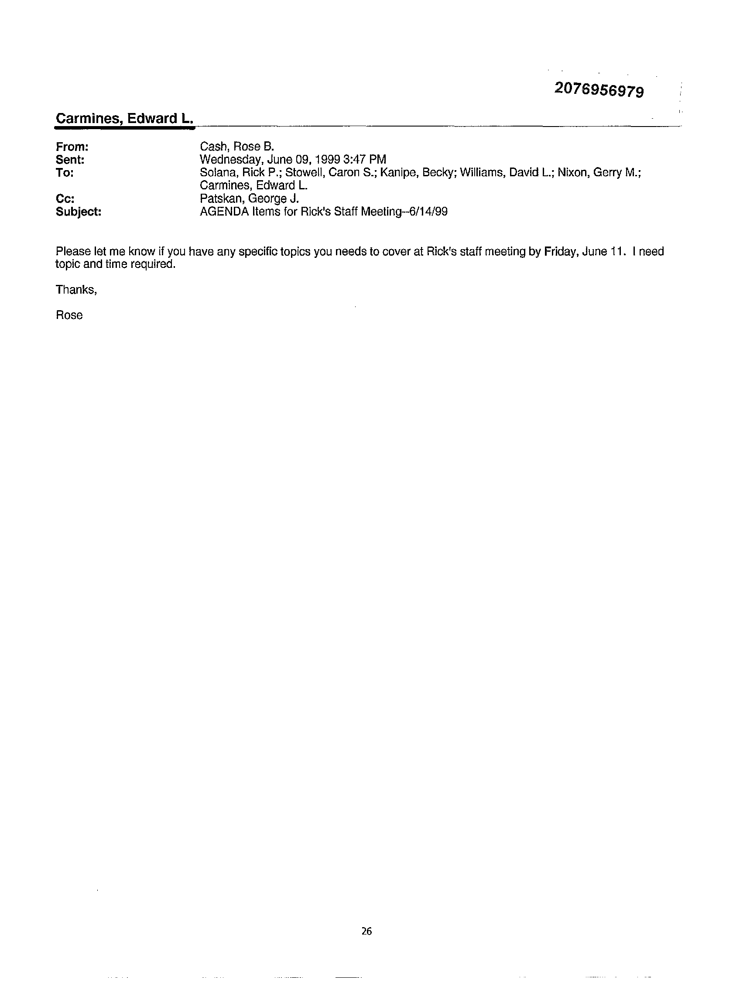 2076956979
Carmines, Edward L.
From: Cash, Rose B.
Sent: Wednesday, June 09, 1999 3:47 PM
To: Solana, Rick P.; Stowell, Caron S.; Kanipe, Becky; Williams, David L.; Nixon, Gerry M.;
Carmines, Edward L.
Cc: Patskan, George J.
Subject: AGENDA Items for Rick's Staff Meeting--6/14/99
Please let me know if you have any specific topics you needs to cover at Rick's staff meeting by Friday, June 11. I need
topic and time required.
Thanks,
Rose
26